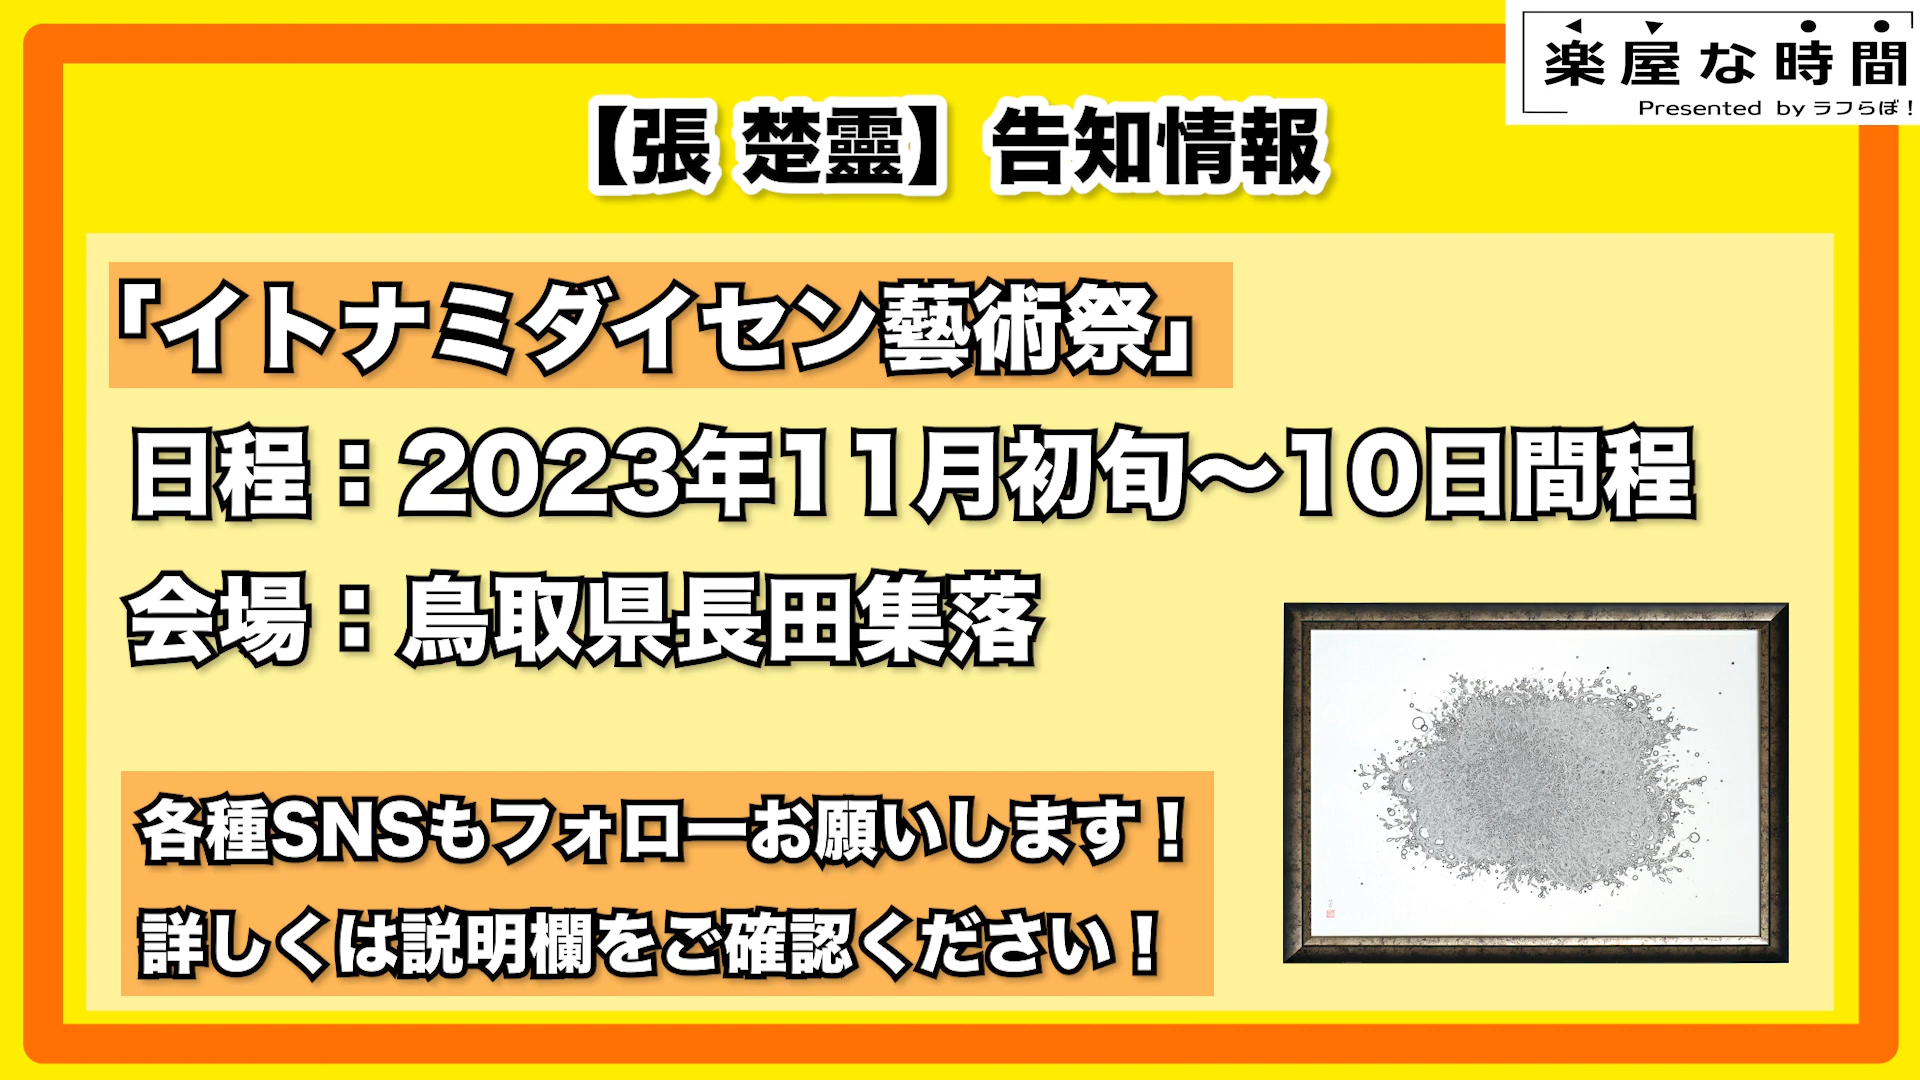 楽屋な時間
Presented by ラフらぼ！
【張 楚靈】告知情報
「イトナミダイセン藝術祭」
日程：2023年11月初旬〜10日間程
会場：鳥取県長田集落
各種SNSもフォローお願いします！
詳しくは説明欄をご確認ください！